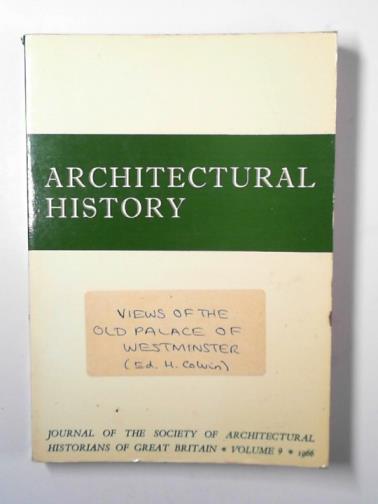 ARCHITECTURAL
HISTORY
VIEWS OF THE
OLD PALACE OF
WESTMINSTER
(Ed. H. Colvin)
JOURNAL OF THE SOCIETY OF ARCHITECTURAL
HISTORIANS OF GREAT BRITAIN * VOLUME 9 * 1966